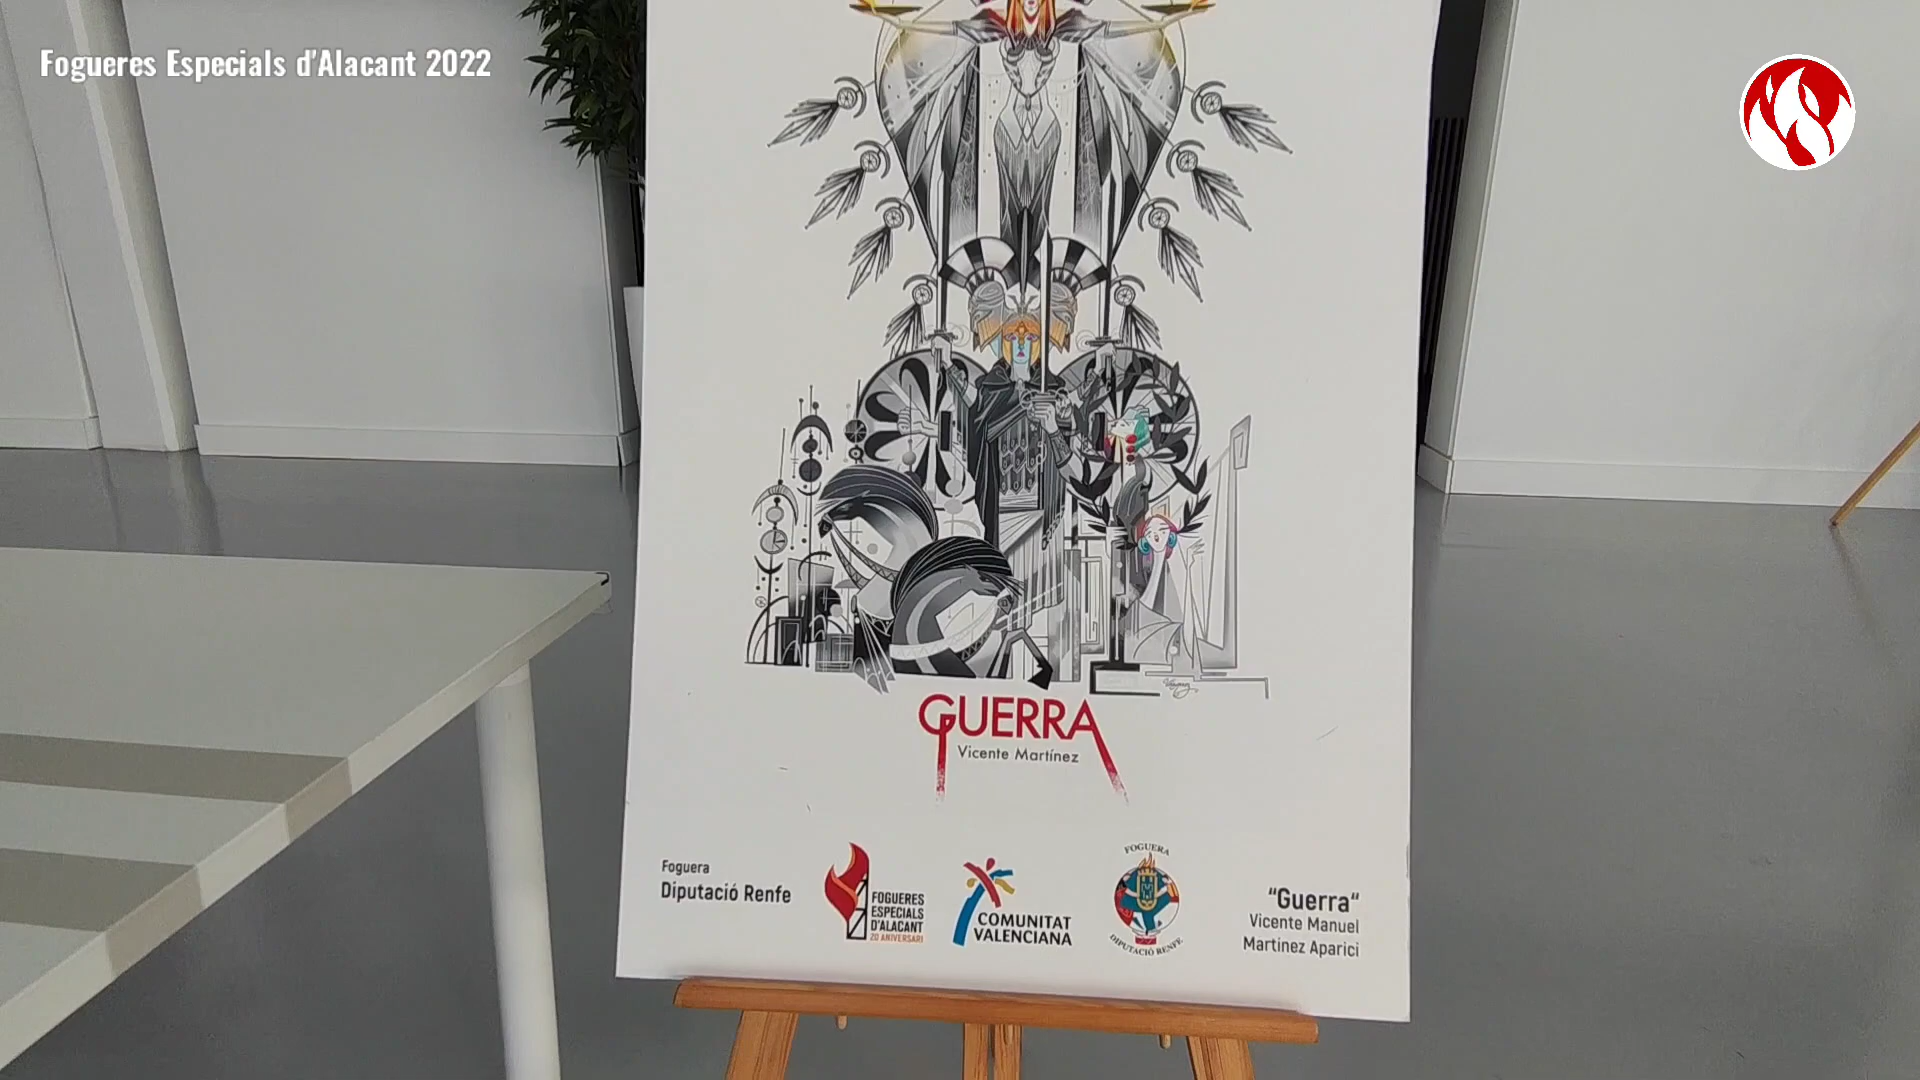 Fogueres Especials d'Alacant 2022
GUERRA
Vicente Martínez
Foguera
Diputació Renfe
FOGUERES
ESPECIALS
D'ALACANT
20 ANIVERSARI
COMUNITAT
VALENCIANA
FOGUERA
DIPUTACIÓ RENFE
"Guerra"
Vicente Manuel
Martínez Aparici